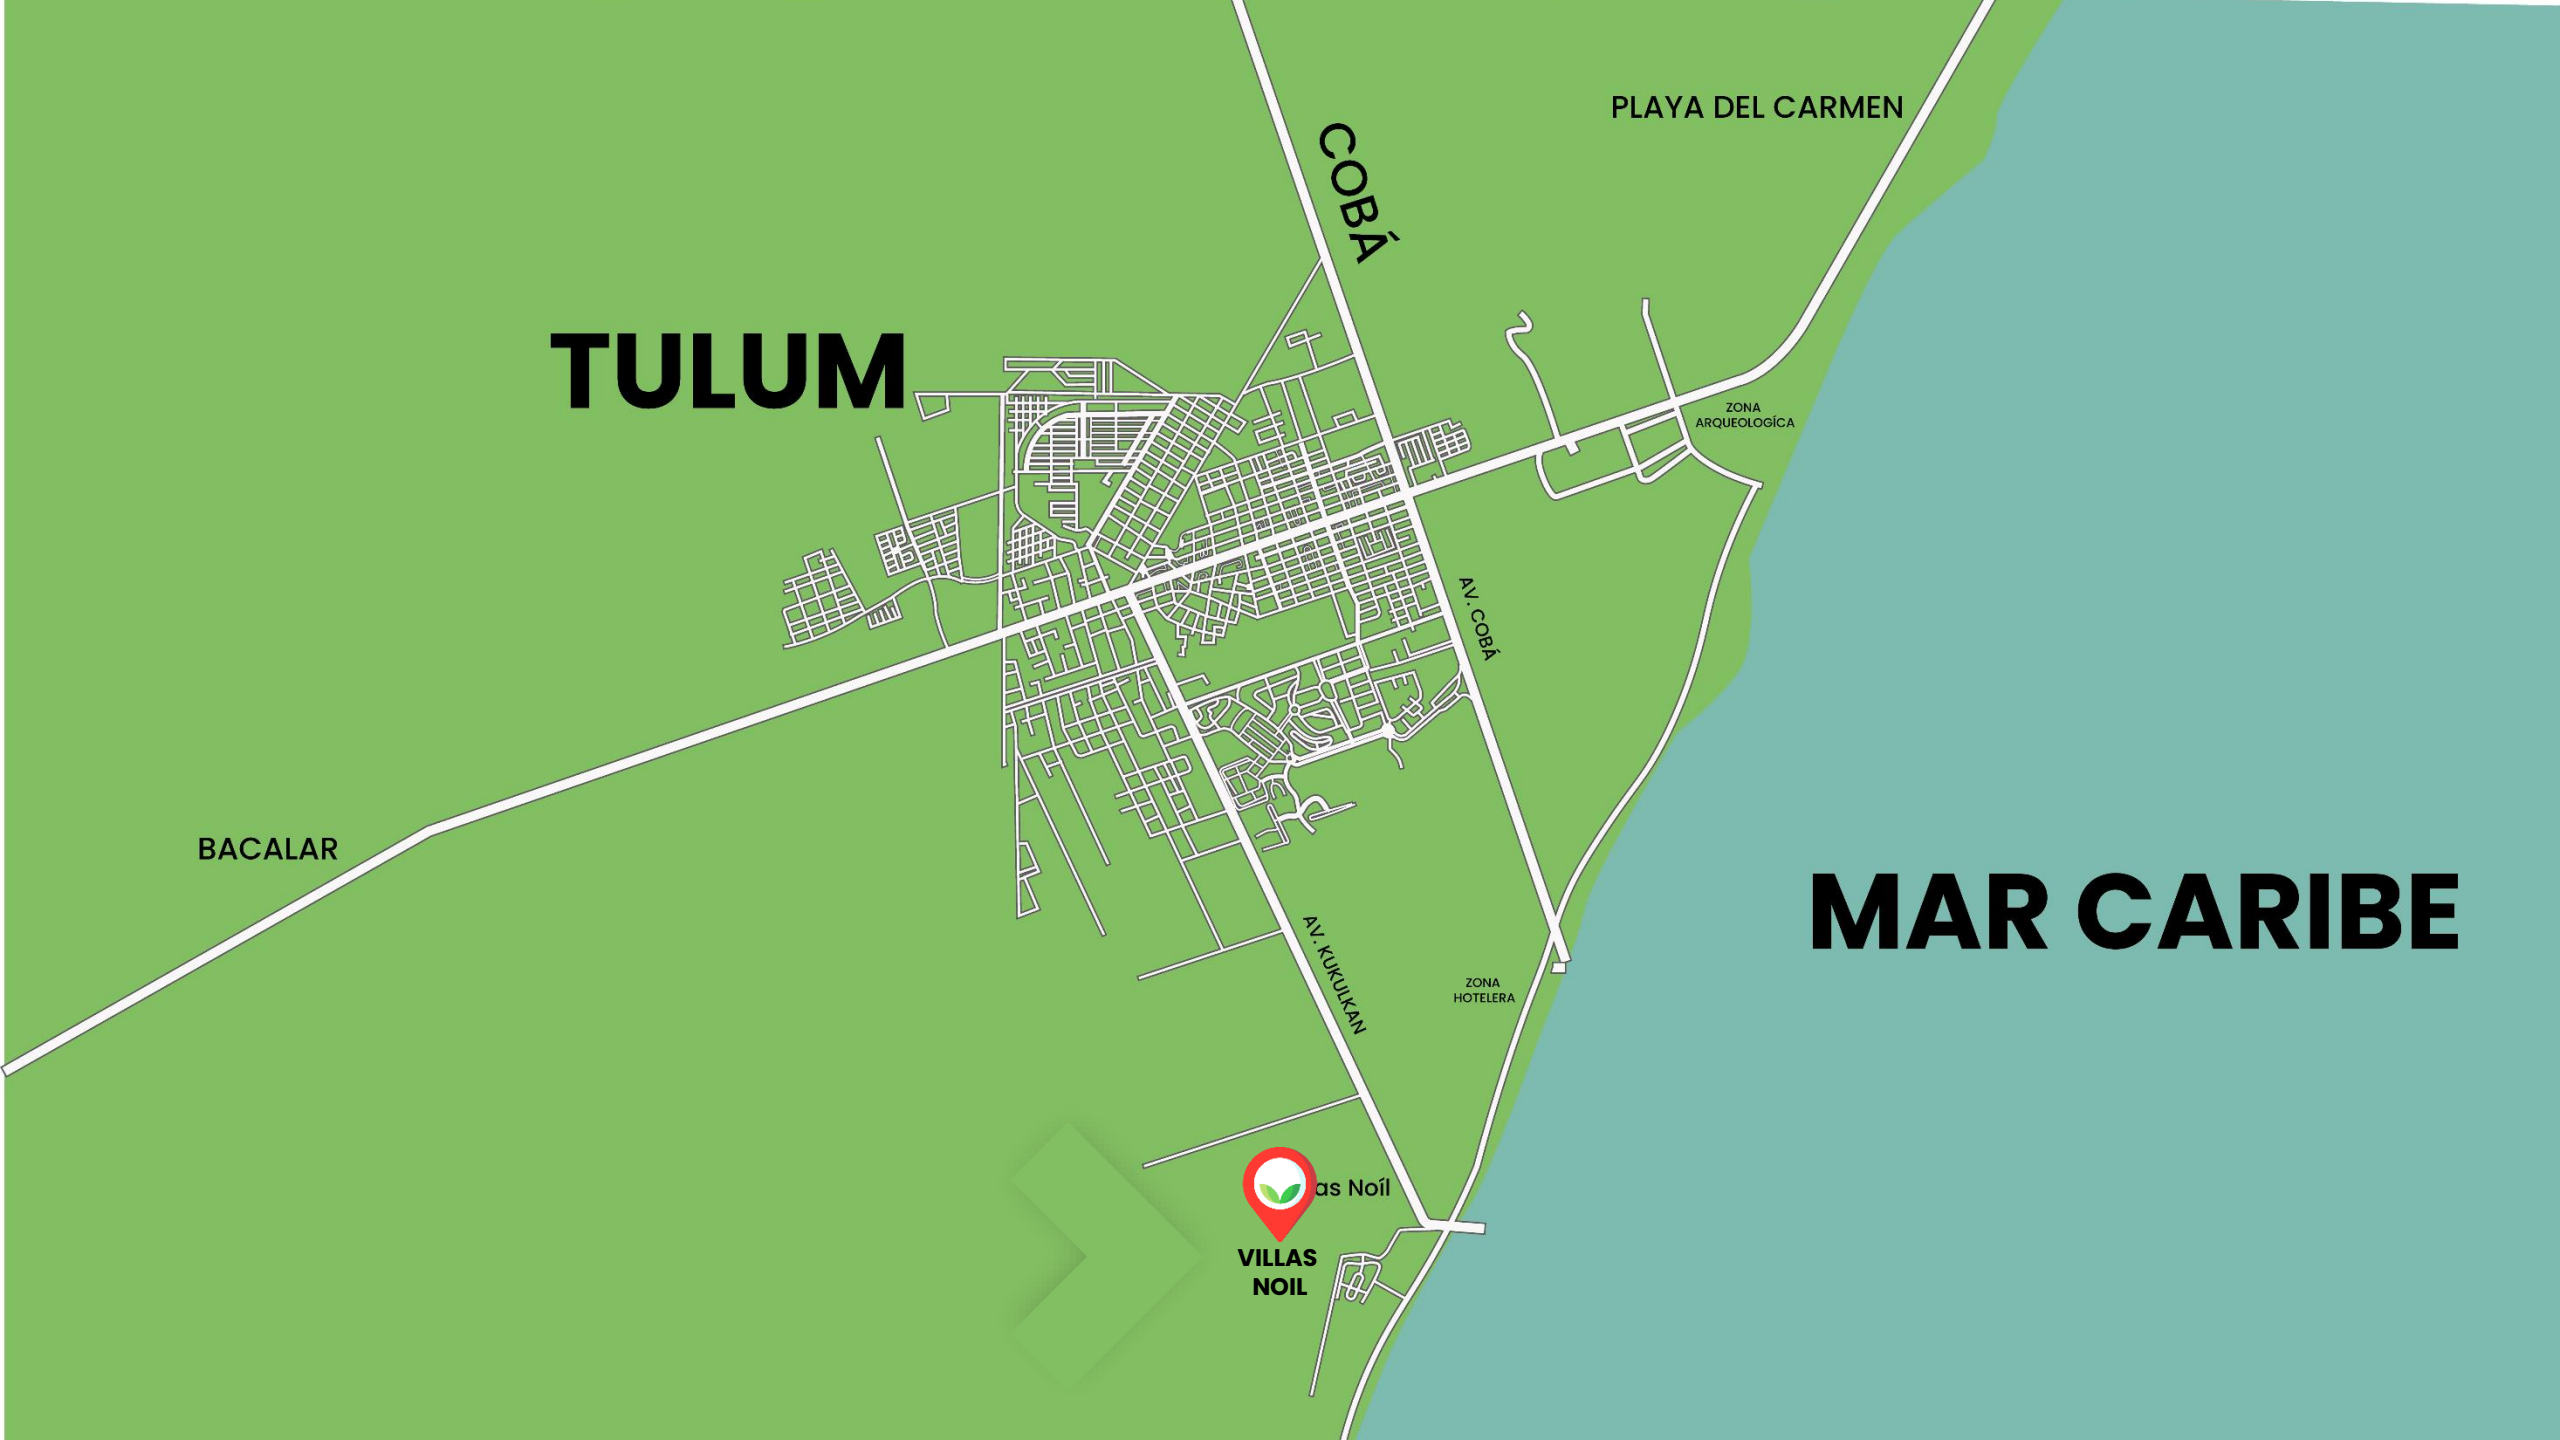 PLAYA DEL CARMEN
COBÁ
TULUM
ZONA
ARQUEOLOGÍCA
AV. COBÁ
BACALAR
MAR CARIBE
AV. KUKULKAN
ZONA
HOTELERA
as Noíl
VILLAS
NOIL